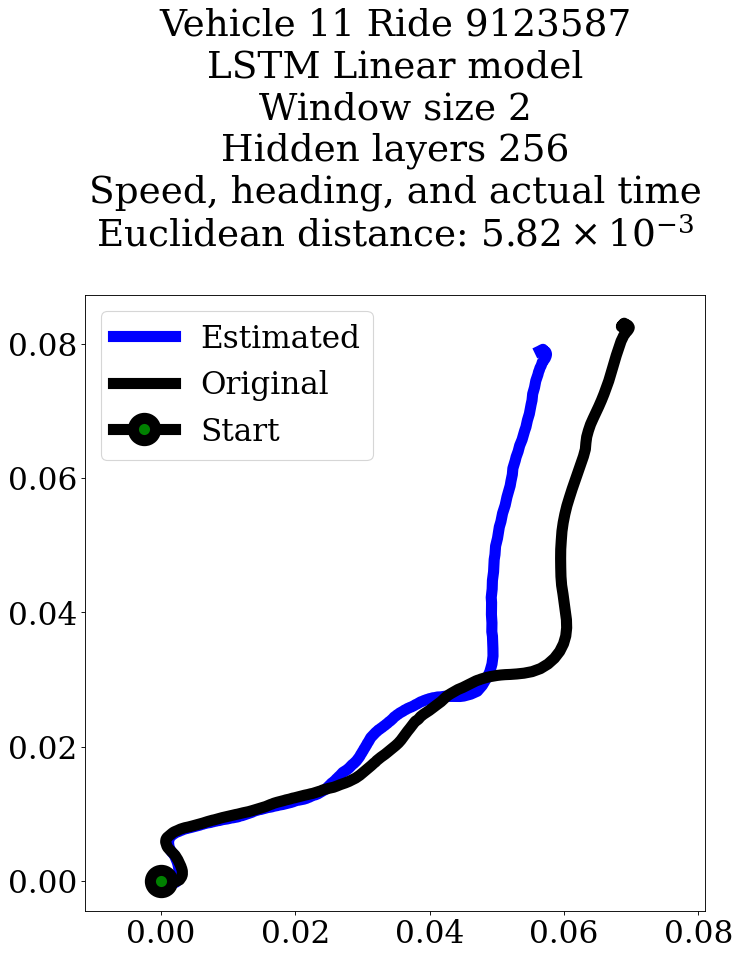 Vehicle 11 Ride 9123587
LSTM Linear model
Window size 2
Hidden layers 256
Speed, heading, and actual time
Euclidean distance: 5.82 × 10⁻³
Estimated
Original
Start
0.08
0.06
0.04
0.02
0.00
0.00 0.02 0.04 0.06 0.08